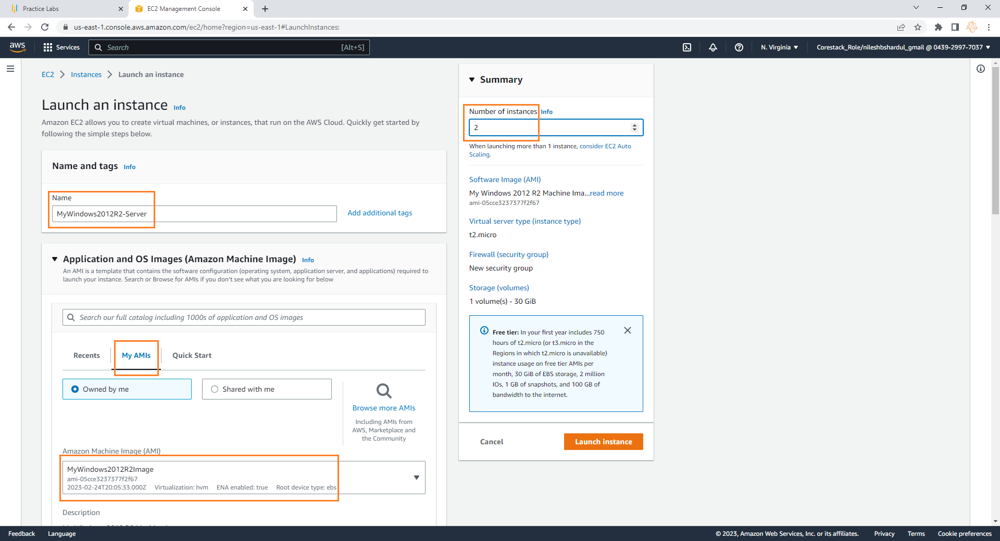 Practice Labs
EC2 Management Console
us-east-1.console.aws.amazon.com/ec2/home?region=us-east-1#LaunchInstances:
aws
Services
Search
[Alt+S]
N. Virginia
Corestack_Role/nileshbshardul_gmail @ 0439-2997-7037
EC2
Instances
Launch an instance
Launch an instance Info
Amazon EC2 allows you to create virtual machines, or instances, that run on the AWS Cloud. Quickly get started by
following the simple steps below.
Name and tags Info
Name
MyWindows2012R2-Server
Add additional tags
Application and OS Images (Amazon Machine Image) Info
An AMI is a template that contains the software configuration (operating system, application server, and applications) required to
launch your instance. Search or Browse for AMIs if you don't see what you are looking for below
Search our full catalog including 1000s of application and OS images
Recents
My AMIs
Quick Start
Owned by me
Shared with me
Browse more AMIs
Including AMIs from
AWS, Marketplace and
the Community
Amazon Machine Image (AMI)
MyWindows2012R2Image
ami-05cce3237377f2f67
2023-02-24T20:05:33.000Z Virtualization: hvm ENA enabled: true Root device type: ebs
Description
Summary
Number of instances Info
2
When launching more than 1 instance, consider EC2 Auto
Scaling.
Software Image (AMI)
My Windows 2012 R2 Machine Ima...read more
ami-05cce3237377f2f67
Virtual server type (instance type)
t2.micro
Firewall (security group)
New security group
Storage (volumes)
1 volume(s) - 30 GiB
Free tier: In your first year includes 750
hours of t2.micro (or t3.micro in the
Regions in which t2.micro is unavailable)
instance usage on free tier AMIs per
month, 30 GiB of EBS storage, 2 million
IOs, 1 GB of snapshots, and 100 GB of
bandwidth to the internet.
Cancel
Launch instance
Feedback
Language
© 2023, Amazon Web Services, Inc. or its affiliates.
Privacy
Terms
Cookie preferences